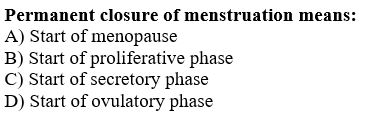 Permanent closure of menstruation means:
A) Start of menopause
B) Start of proliferative phase
C) Start of secretory phase
D) Start of ovulatory phase